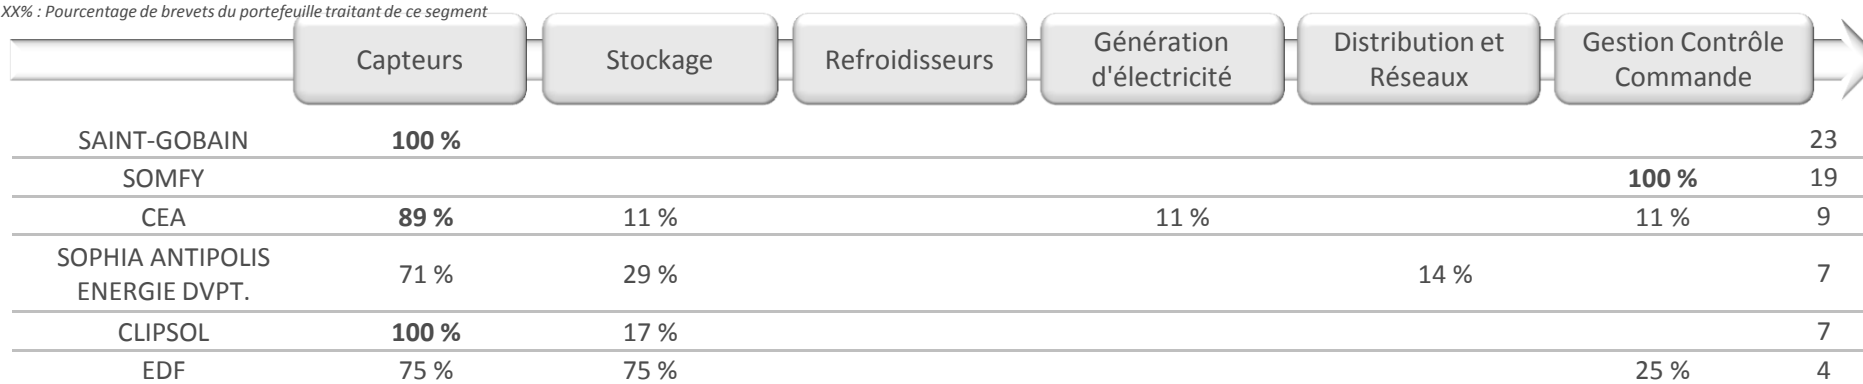 XX% : Pourcentage de brevets du portefeuille traitant de ce segment
Capteurs
Stockage
Refroidisseurs
Génération
d'électricité
Distribution et
Réseaux
Gestion Contrôle
Commande
SAINT-GOBAIN 100 % 23
SOMFY 100 % 19
CEA 89 % 11 % 11 % 11 % 9
SOPHIA ANTIPOLIS
ENERGIE DVPT. 71 % 29 % 14 % 7
CLIPSOL 100 % 17 % 7
EDF 75 % 75 % 25 % 4